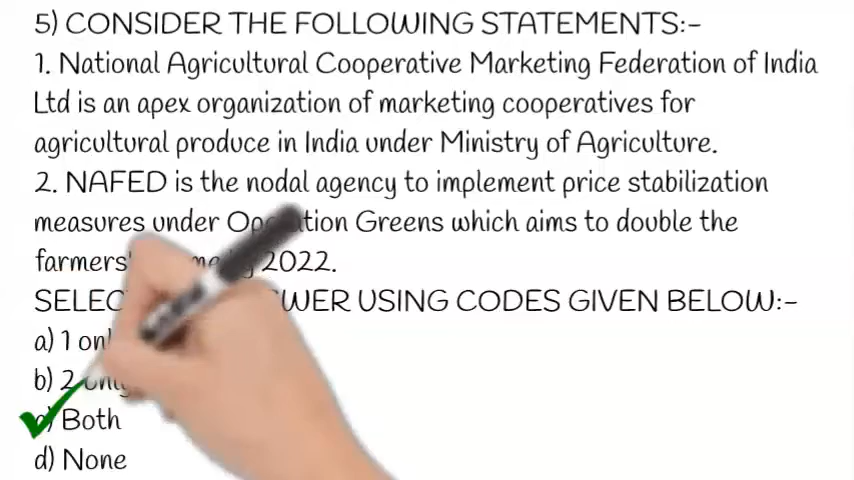 5) CONSIDER THE FOLLOWING STATEMENTS:-
1. National Agricultural Cooperative Marketing Federation of India
Ltd is an apex organization of marketing cooperatives for
agricultural produce in India under Ministry of Agriculture.
2. NAFED is the nodal agency to implement price stabilization
measures under Operation Greens which aims to double the
farmers' 2022.
USING CODES GIVEN BELOW:-
a) 1
b) 2 only
c) Both
d) None